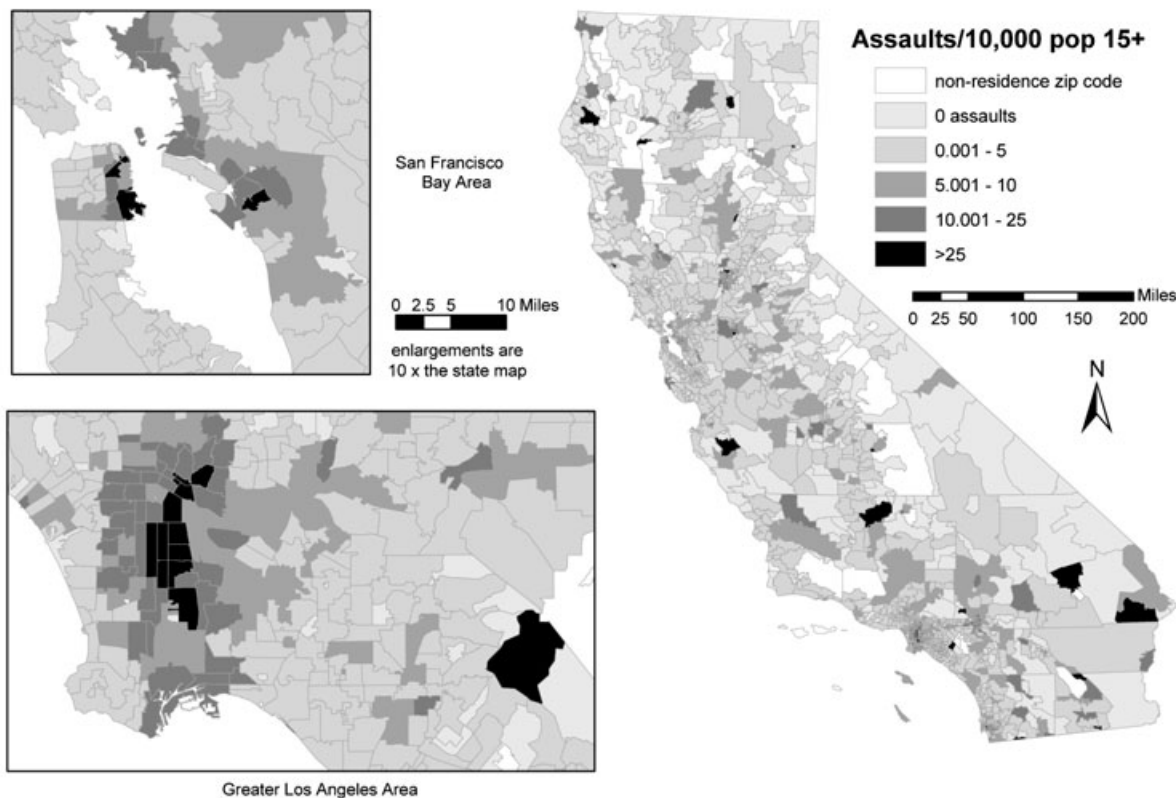 Assaults/10,000 pop 15+
non-residence zip code
0 assaults
0.001 - 5
5.001 - 10
10.001 - 25
>25
San Francisco
Bay Area
0 2.5 5 10 Miles
enlargements are
10 x the state map
Miles
0 25 50 100 150 200
N
Greater Los Angeles Area